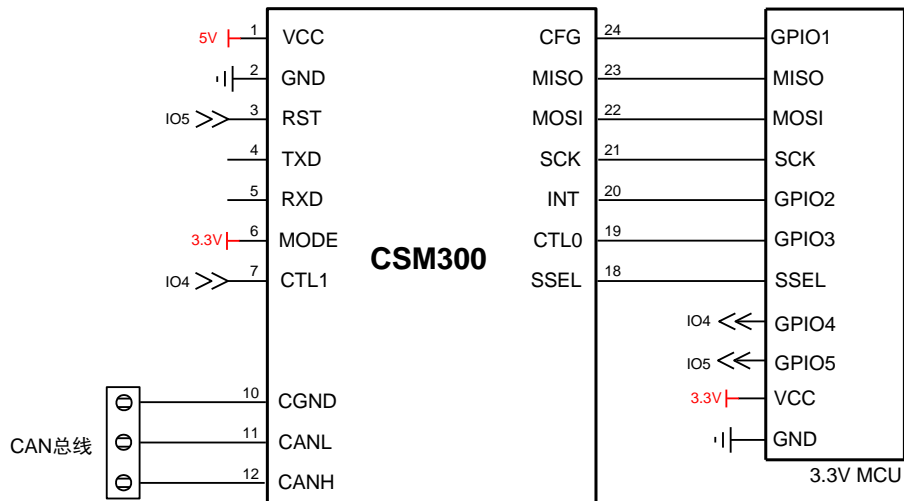 5V 1 VCC CFG 24 GPIO1
2 GND MISO 23 MISO
IO5 3 RST MOSI 22 MOSI
4 TXD SCK 21 SCK
5 RXD INT 20 GPIO2
3.3V 6 MODE CTL0 19 GPIO3
CSM300
IO4 7 CTL1 SSEL 18 SSEL
IO4 GPIO4
IO5 GPIO5
10 CGND 3.3V VCC
CAN总线 11 CANL GND
12 CANH 3.3V MCU